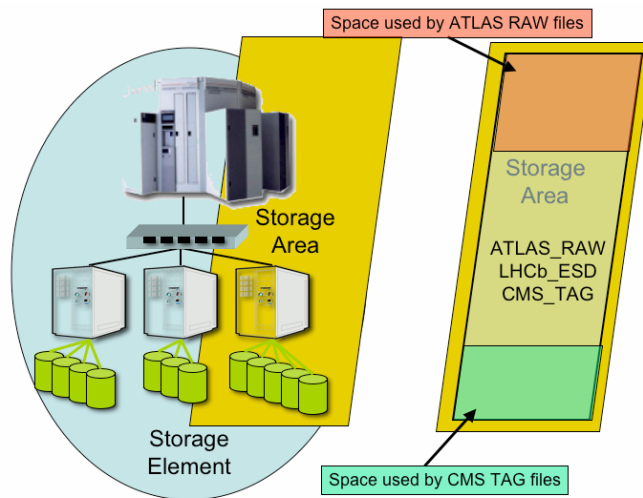 Space used by ATLAS RAW files
Storage
Area
Storage
Area
ATLAS_RAW
LHCb_ESD
CMS_TAG
Storage
Element
Space used by CMS TAG files